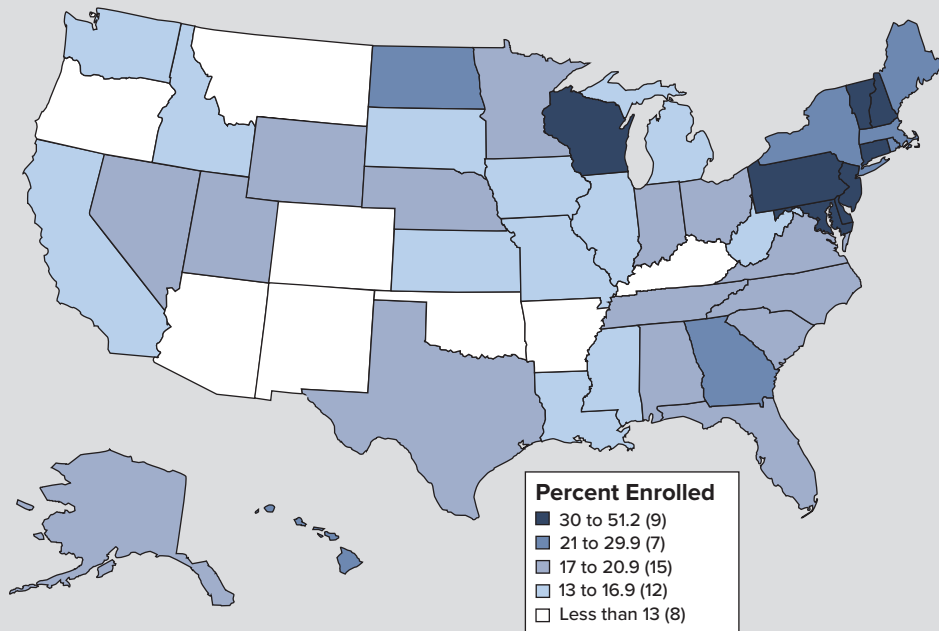 Percent Enrolled
30 to 51.2 (9)
21 to 29.9 (7)
17 to 20.9 (15)
13 to 16.9 (12)
Less than 13 (8)